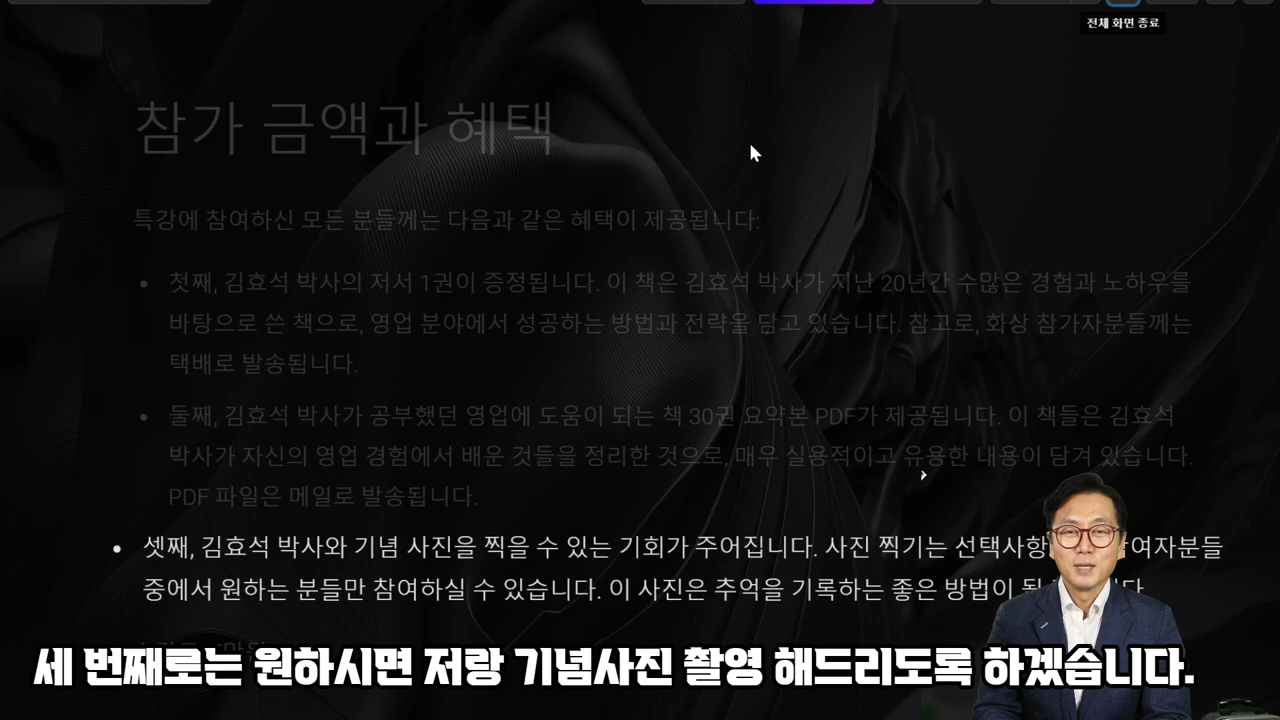 전체 화면 종료
참가 금액과 혜택
특강에 참여하신 모든 분들께는 다음과 같은 혜택이 제공됩니다:
• 첫째, 김효석 박사의 저서 1권이 증정됩니다. 이 책은 김효석 박사가 지난 20년간 수많은 경험과 노하우를
바탕으로 쓴 책으로, 영업 분야에서 성공하는 방법과 전략을 담고 있습니다. 참고로, 화상 참가자분들께는
택배로 발송됩니다.
• 둘째, 김효석 박사가 공부했던 영업에 도움이 되는 책 30권 요약본 PDF가 제공됩니다. 이 책들은 김효석
박사가 자신의 영업 경험에서 배운 것들을 정리한 것으로, 매우 실용적이고 유용한 내용이 담겨 있습니다.
PDF 파일은 메일로 발송됩니다.
• 셋째, 김효석 박사와 기념 사진을 찍을 수 있는 기회가 주어집니다. 사진 찍기는 선택사항 여자분들
중에서 원하는 분들만 참여하실 수 있습니다. 이 사진은 추억을 기록하는 좋은 방법이
세 번째로는 원하시면 저랑 기념사진 촬영 해드리도록 하겠습니다.